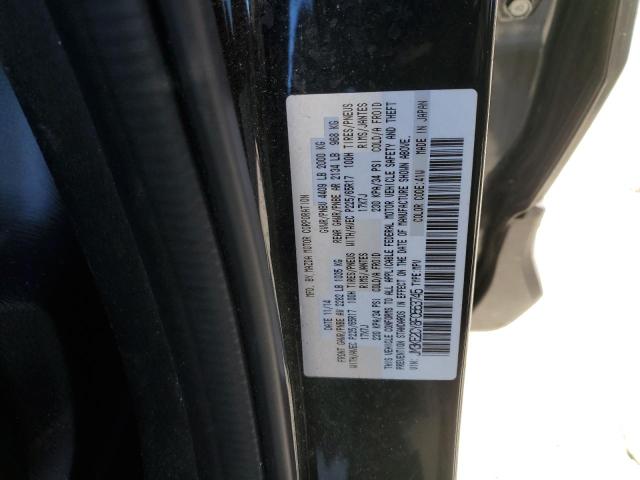 MFD. BY MAZDA MOTOR CORPORATION
DATE 11/14 GVWR/PNBV 4409 LB 2000 KG
FRONT GAWR/PNBE AV 2282 LB 1035 KG REAR GAWR/PNBE AR 2134 LB 968 KG
WITH/AVEC P225/65R17 100H TIRES/PNEUS WITH/AVEC P225/65R17 100H TIRES/PNEUS
17X7J RIMS/JANTES 17X7J RIMS/JANTES
230 KPA/34 PSI COLD/A FROID 230 KPA/34 PSI COLD/A FROID
THIS VEHICLE CONFORMS TO ALL APPLICABLE FEDERAL MOTOR VEHICLE SAFETY AND THEFT
PREVENTION STANDARDS IN EFFECT ON THE DATE OF MANUFACTURE SHOWN ABOVE.
VIN: TYPE:MPV COLOR CODE:41W MADE IN JAPAN